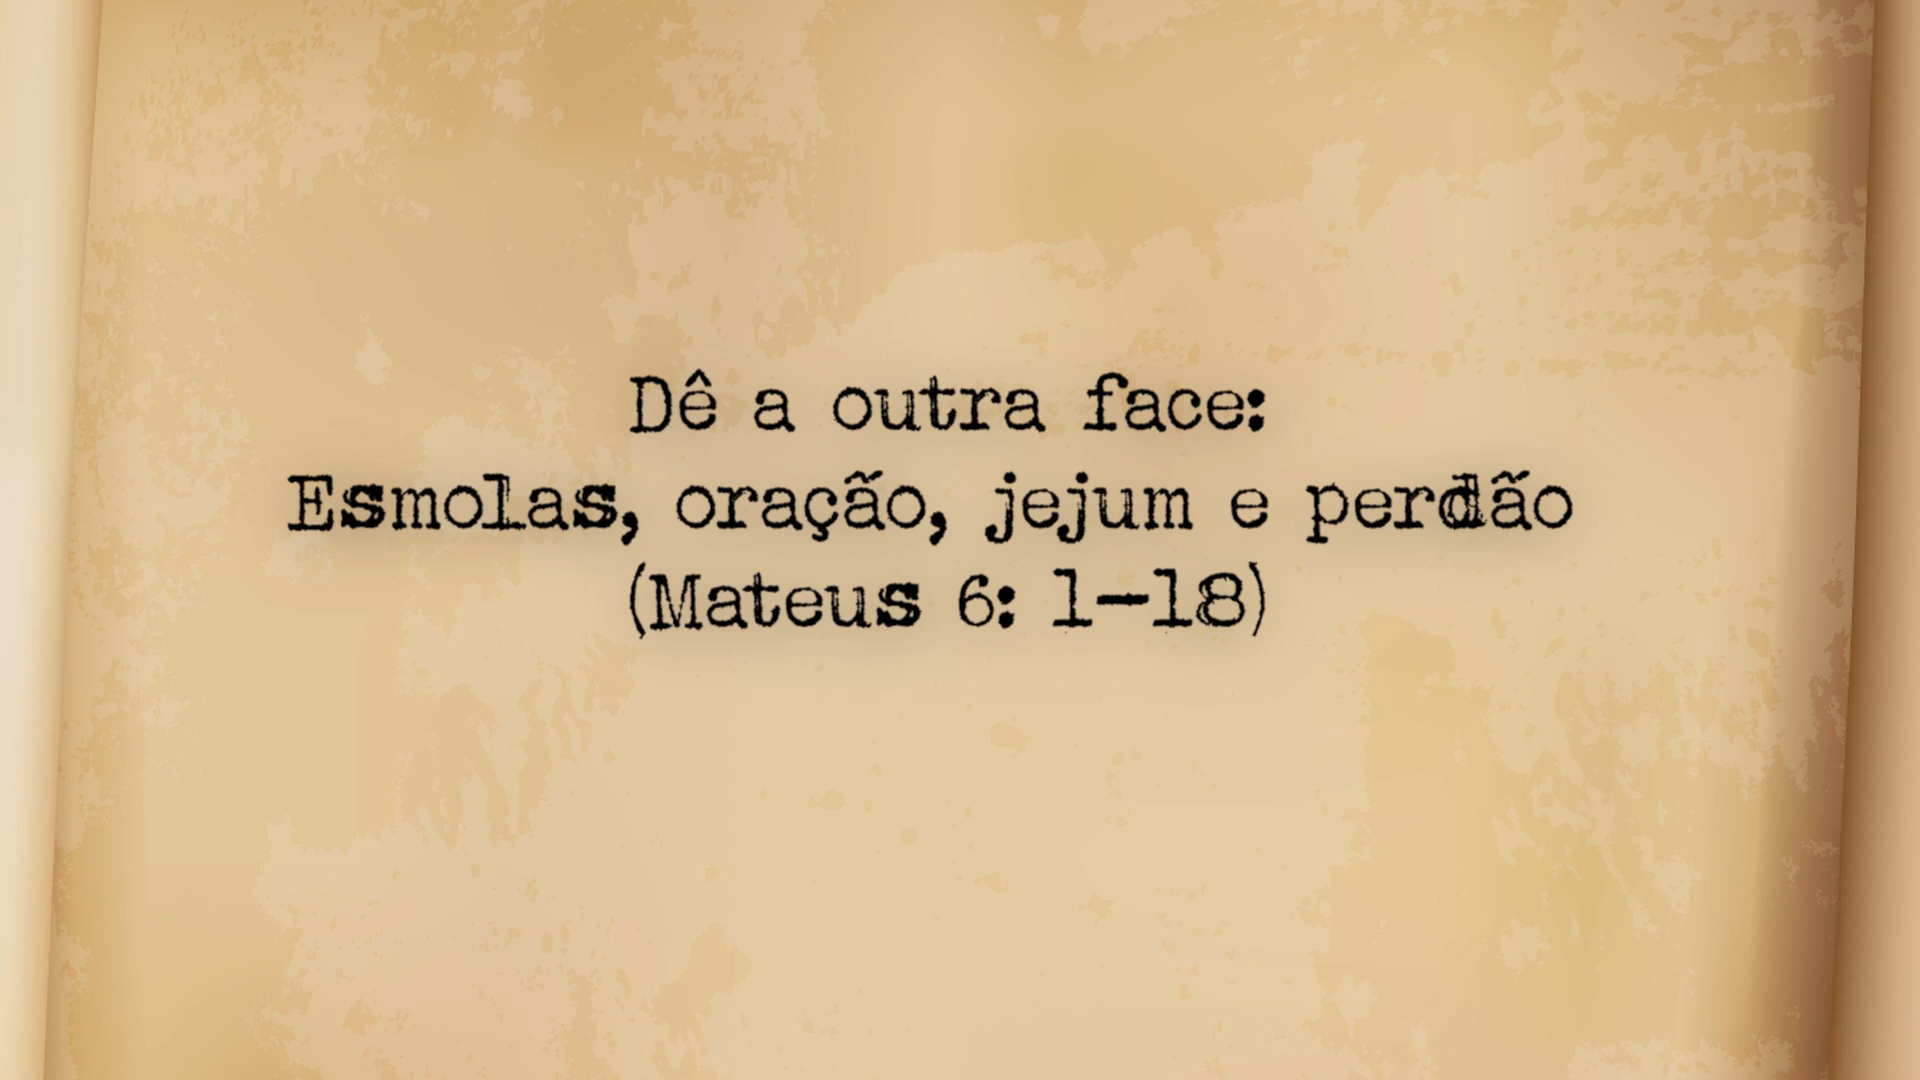 Dê a outra face:
Esmolas, oração, jejum e perdão
(Mateus 6: 1-18)